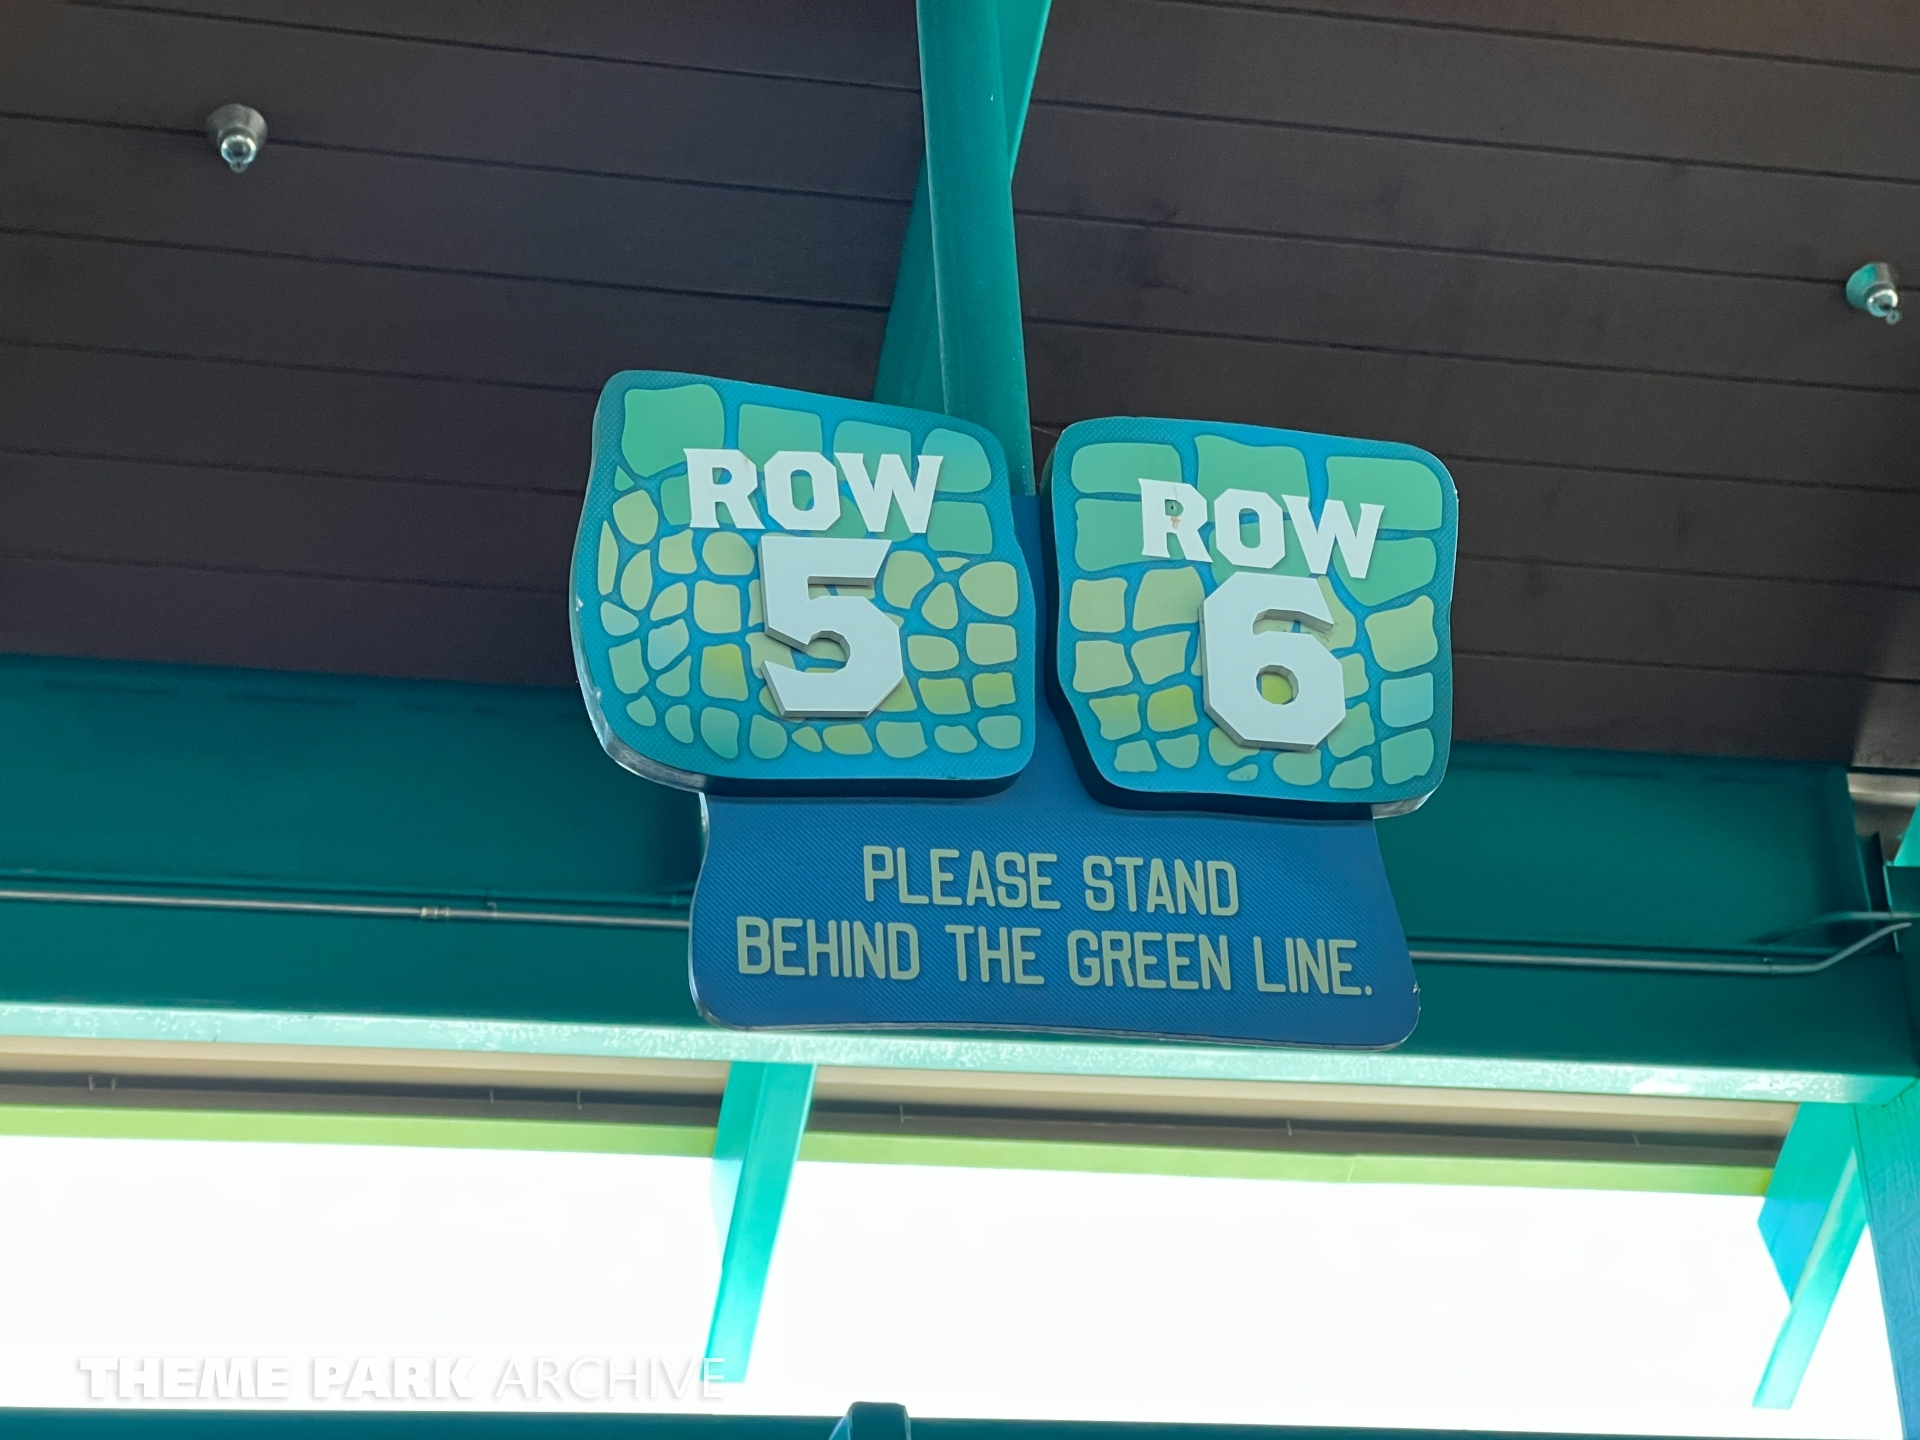 ROW
5
ROW
6
PLEASE STAND
BEHIND THE GREEN LINE.
THEME PARK ARCHIVE